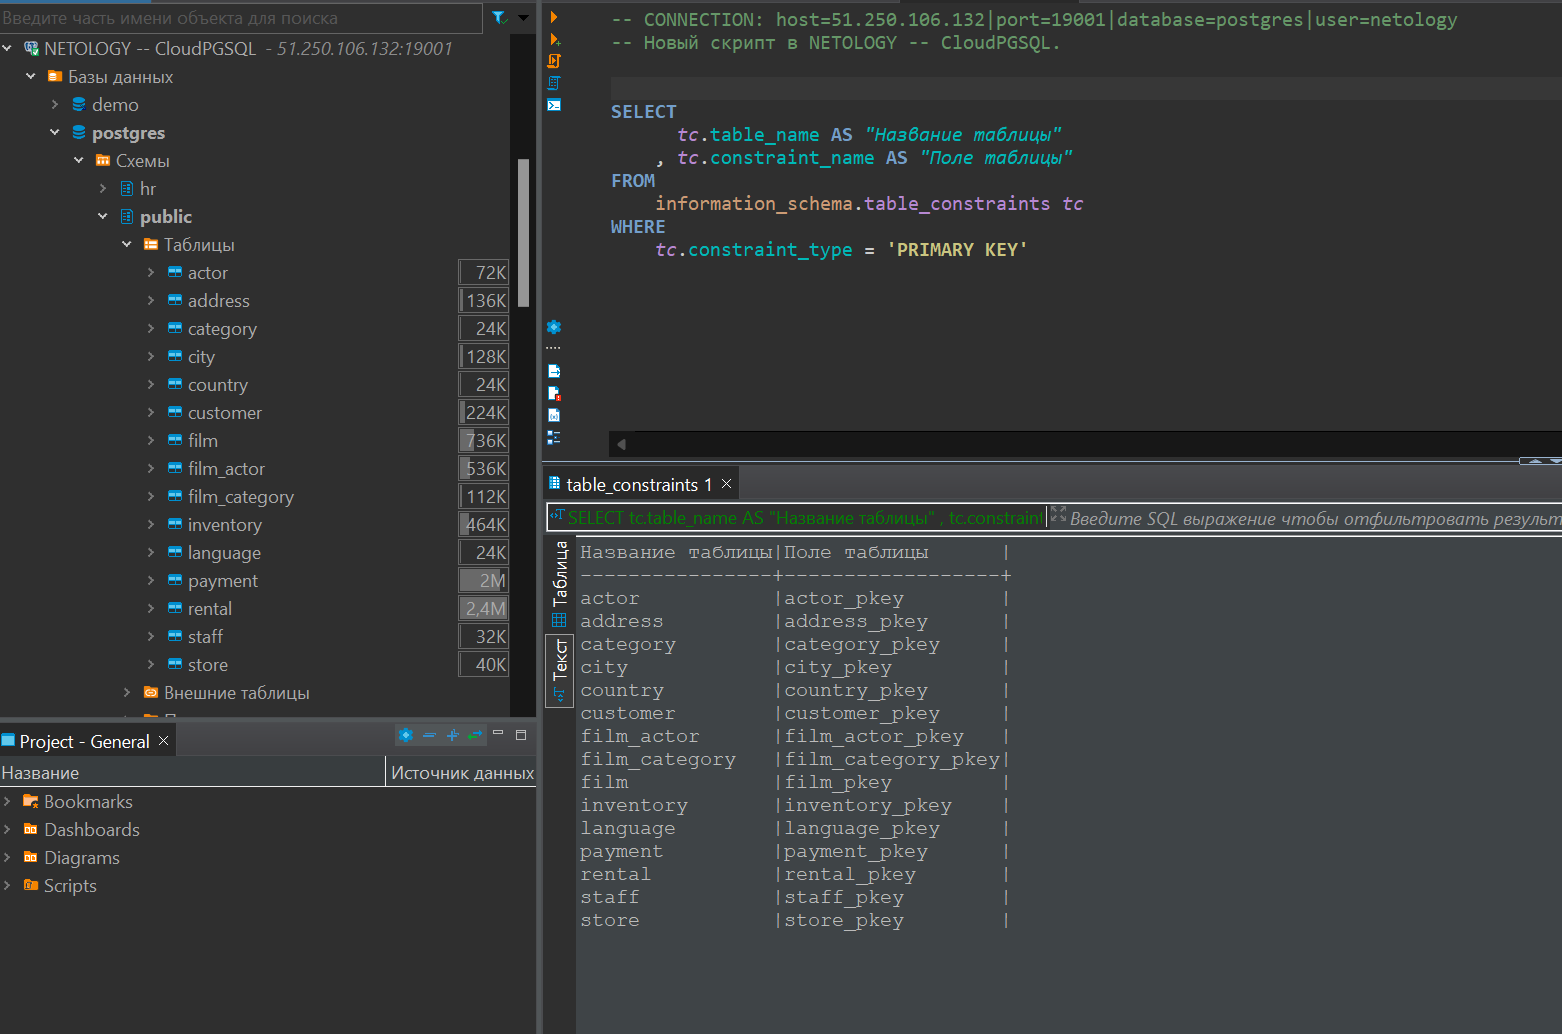 Введите часть имени объекта для поиска
NETOLOGY -- CloudPGSQL - 51.250.106.132:19001
Базы данных
demo
postgres
Схемы
hr
public
Таблицы
actor 72K
address 136K
category 24K
city 128K
country 24K
customer 224K
film 736K
film_actor 536K
film_category 112K
inventory 464K
language 24K
payment 2M
rental 2,4M
staff 32K
store 40K
Внешние таблицы
Project - General
Название Источник данных
Bookmarks
Dashboards
Diagrams
Scripts
-- CONNECTION: host=51.250.106.132|port=19001|database=postgres|user=netology
-- Новый скрипт в NETOLOGY -- CloudPGSQL.
SELECT
tc.table_name AS "Название таблицы"
, tc.constraint_name AS "Поле таблицы"
FROM
information_schema.table_constraints tc
WHERE
tc.constraint_type = 'PRIMARY KEY'
table_constraints 1
SELECT tc.table_name AS "Название таблицы" , tc.constraint Введите SQL выражение чтобы отфильтровать результ
Таблица
Текст
Название таблицы|Поле таблицы |
----------------+------------------+
actor |actor_pkey |
address |address_pkey |
category |category_pkey |
city |city_pkey |
country |country_pkey |
customer |customer_pkey |
film_actor |film_actor_pkey |
film_category |film_category_pkey|
film |film_pkey |
inventory |inventory_pkey |
language |language_pkey |
payment |payment_pkey |
rental |rental_pkey |
staff |staff_pkey |
store |store_pkey |